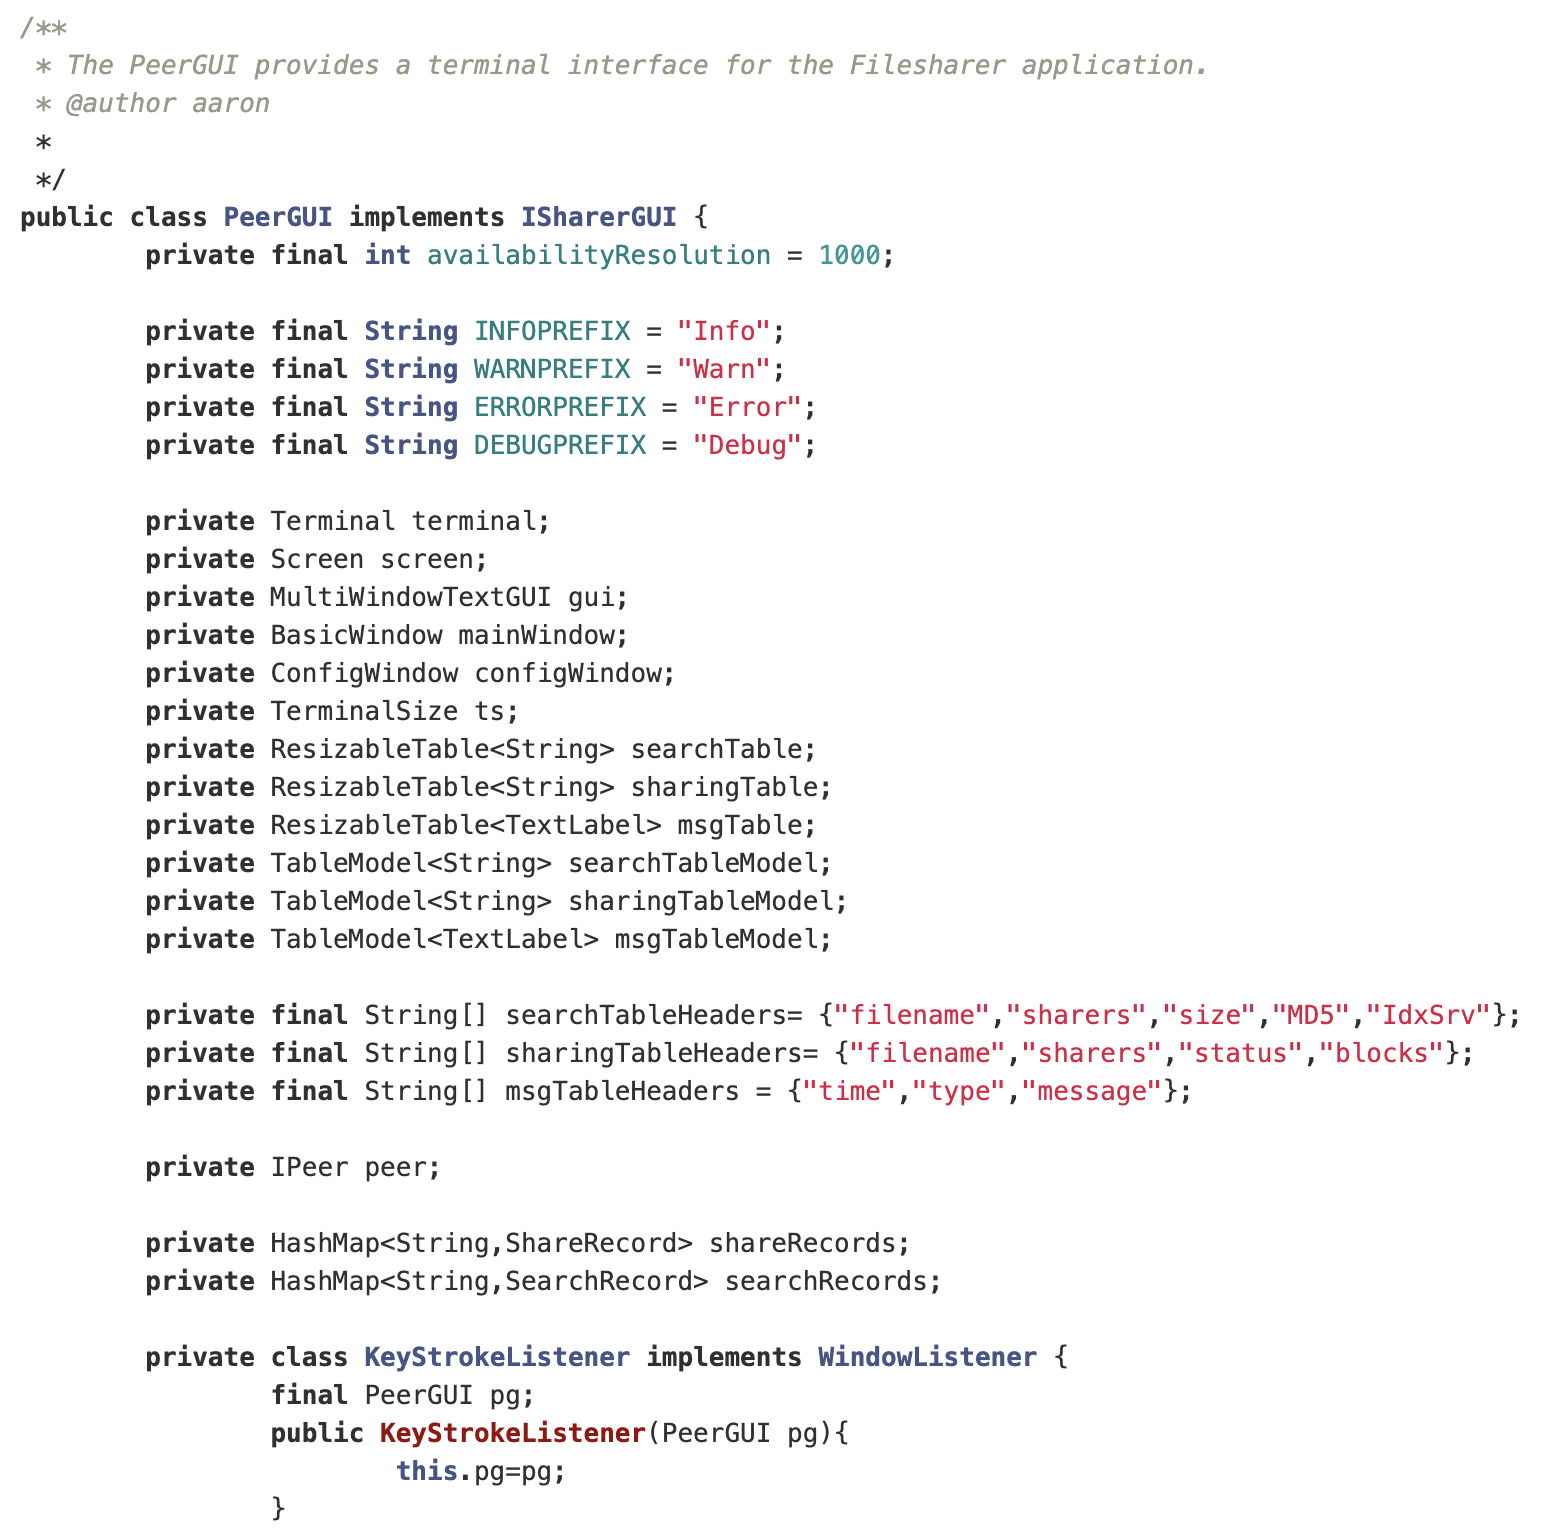 /**
 * The PeerGUI provides a terminal interface for the Filesharer application.
 * @author aaron
 *
 */
public class PeerGUI implements ISharerGUI {
        private final int availabilityResolution = 1000;

        private final String INFOPREFIX = "Info";
        private final String WARNPREFIX = "Warn";
        private final String ERRORPREFIX = "Error";
        private final String DEBUGPREFIX = "Debug";

        private Terminal terminal;
        private Screen screen;
        private MultiWindowTextGUI gui;
        private BasicWindow mainWindow;
        private ConfigWindow configWindow;
        private TerminalSize ts;
        private ResizableTable<String> searchTable;
        private ResizableTable<String> sharingTable;
        private ResizableTable<TextLabel> msgTable;
        private TableModel<String> searchTableModel;
        private TableModel<String> sharingTableModel;
        private TableModel<TextLabel> msgTableModel;

        private final String[] searchTableHeaders= {"filename","sharers","size","MD5","IdxSrv"};
        private final String[] sharingTableHeaders= {"filename","sharers","status","blocks"};
        private final String[] msgTableHeaders = {"time","type","message"};

        private IPeer peer;

        private HashMap<String,ShareRecord> shareRecords;
        private HashMap<String,SearchRecord> searchRecords;

        private class KeyStrokeListener implements WindowListener {
                final PeerGUI pg;
                public KeyStrokeListener(PeerGUI pg){
                        this.pg=pg;
                }